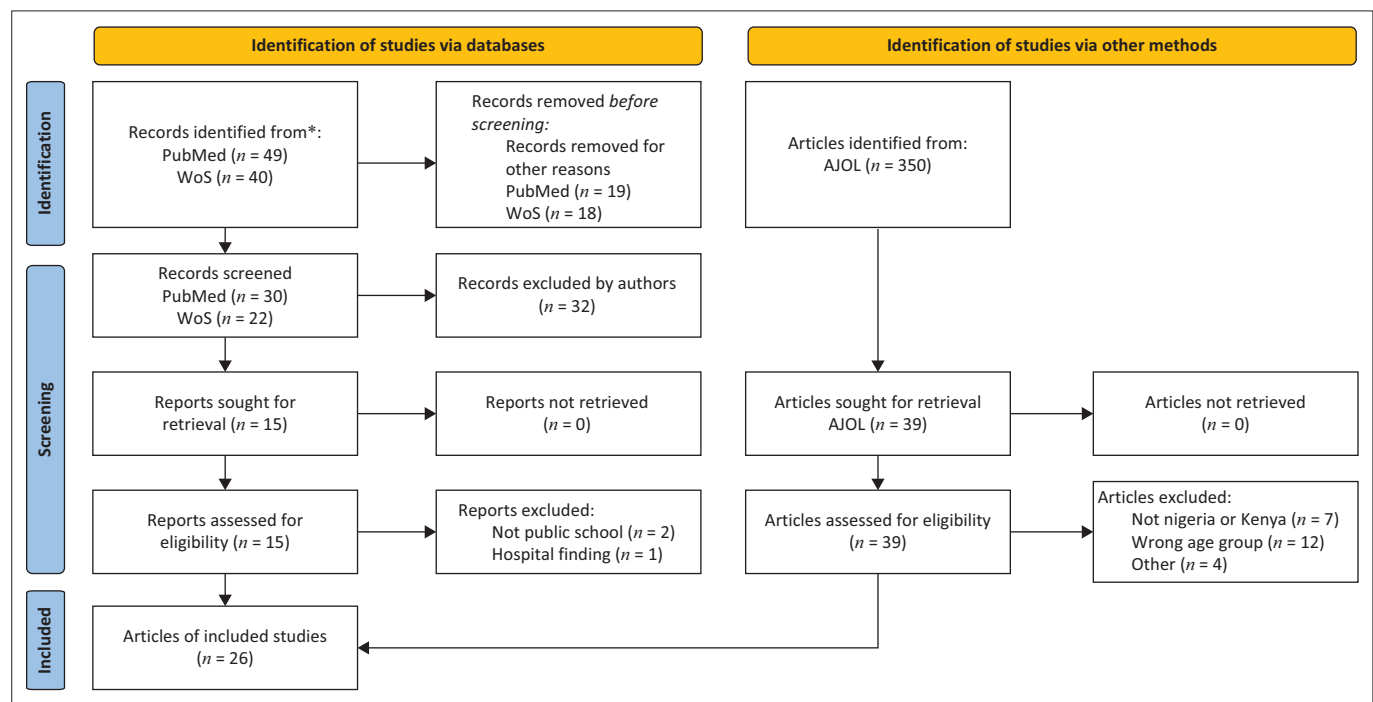 Identification of studies via databases
Identification of studies via other methods
Identification
Records identified from*:
PubMed (n = 49)
WoS (n = 40)
Records removed before
screening:
Records removed for
other reasons
PubMed (n = 19)
WoS (n = 18)
Articles identified from:
AJOL (n = 350)
Screening
Records screened
PubMed (n = 30)
WoS (n = 22)
Records excluded by authors
(n = 32)
Reports sought for
retrieval (n = 15)
Reports not retrieved
(n = 0)
Articles sought for retrieval
AJOL (n = 39)
Articles not retrieved
(n = 0)
Reports assessed for
eligibility (n = 15)
Reports excluded:
Not public school (n = 2)
Hospital finding (n = 1)
Articles assessed for eligibility
(n = 39)
Articles excluded:
Not nigeria or Kenya (n = 7)
Wrong age group (n = 12)
Other (n = 4)
Included
Articles of included studies
(n = 26)